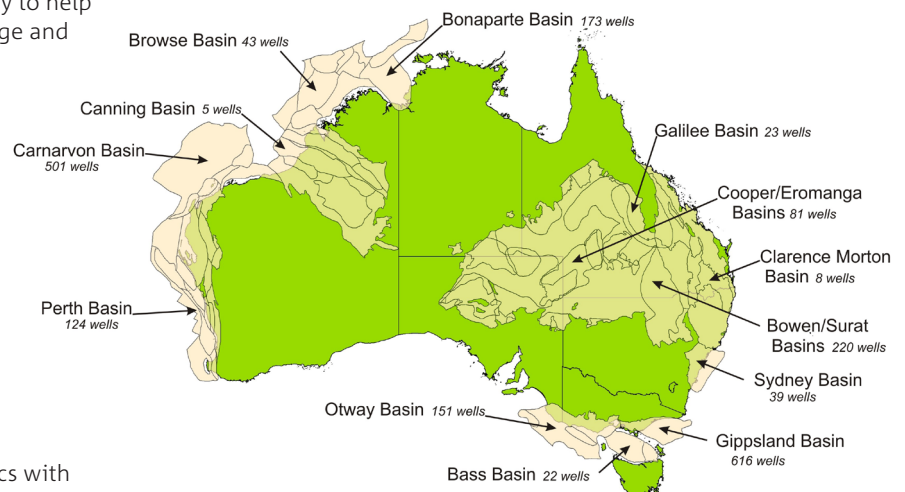 y to help
ge and
Bonaparte Basin 173 wells
Browse Basin 43 wells
Canning Basin 5 wells
Carnarvon Basin
501 wells
Galilee Basin 23 wells
Cooper/Eromanga
Basins 81 wells
Clarence Morton
Basin 8 wells
Perth Basin
124 wells
Bowen/Surat
Basins 220 wells
Sydney Basin
39 wells
Otway Basin 151 wells
Gippsland Basin
616 wells
Bass Basin 22 wells
cs with